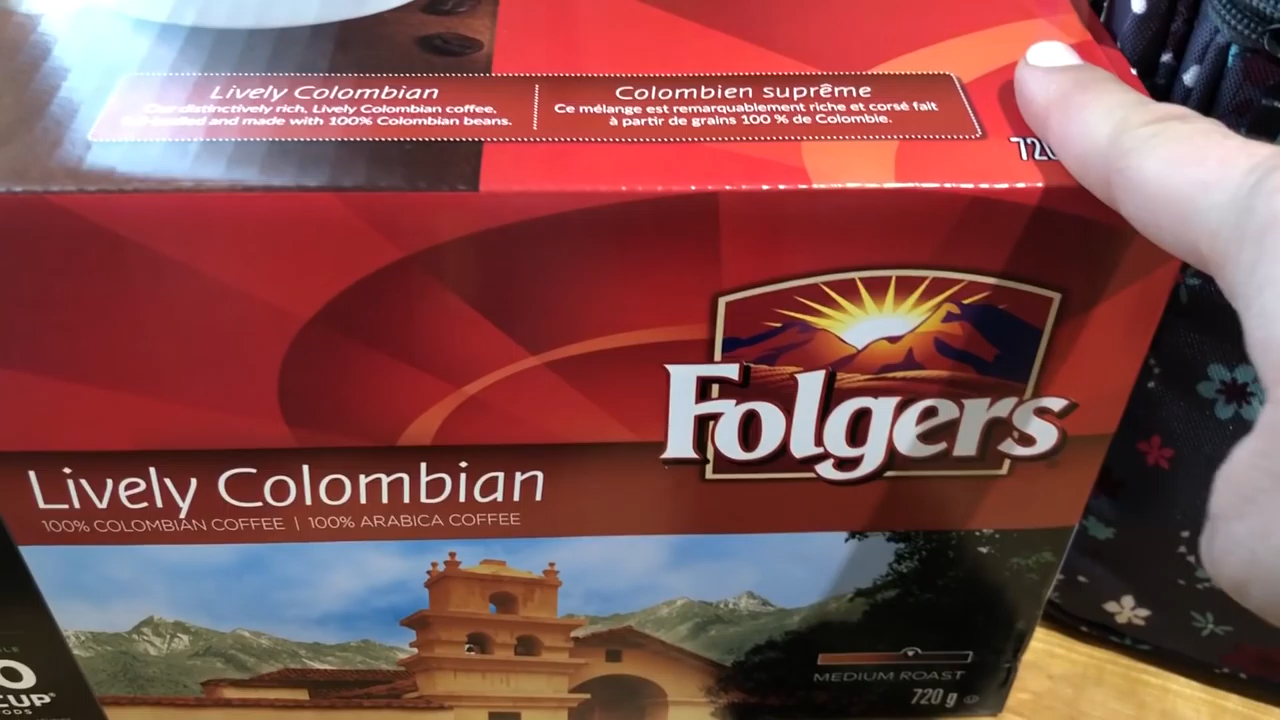 Lively Colombian
Our distinctively rich, Lively Colombian coffee,
full-bodied and made with 100% Colombian beans.
Colombien suprême
Ce mélange est remarquablement riche et corsé fait
à partir de grains 100 % de Colombie.
720
Folgers
Lively Colombian
100% COLOMBIAN COFFEE | 100% ARABICA COFFEE
MEDIUM ROAST
720 g
CUP®